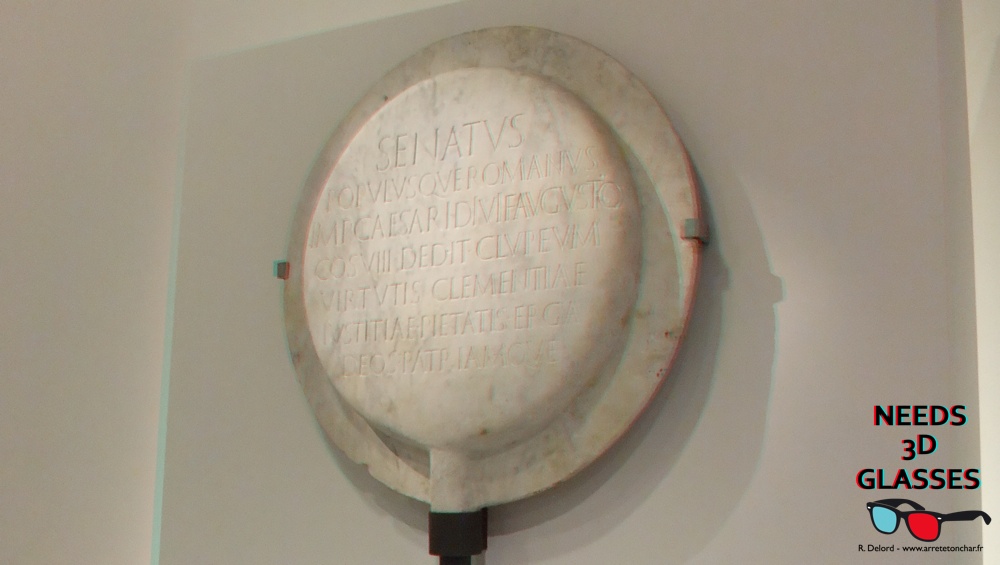 SENATVS
POPVLVSQVE ROMANVS
IMP CAESARI DIVI F AVGVSTO
COS VIII DEDIT CLVPEVM
VIRTVTIS CLEMENTIAE
IVSTITIAE PIETATIS ERGA
DEOS PATRIAMQVE
NEEDS
3D
GLASSES
R. Delord - www.arretetonchar.fr